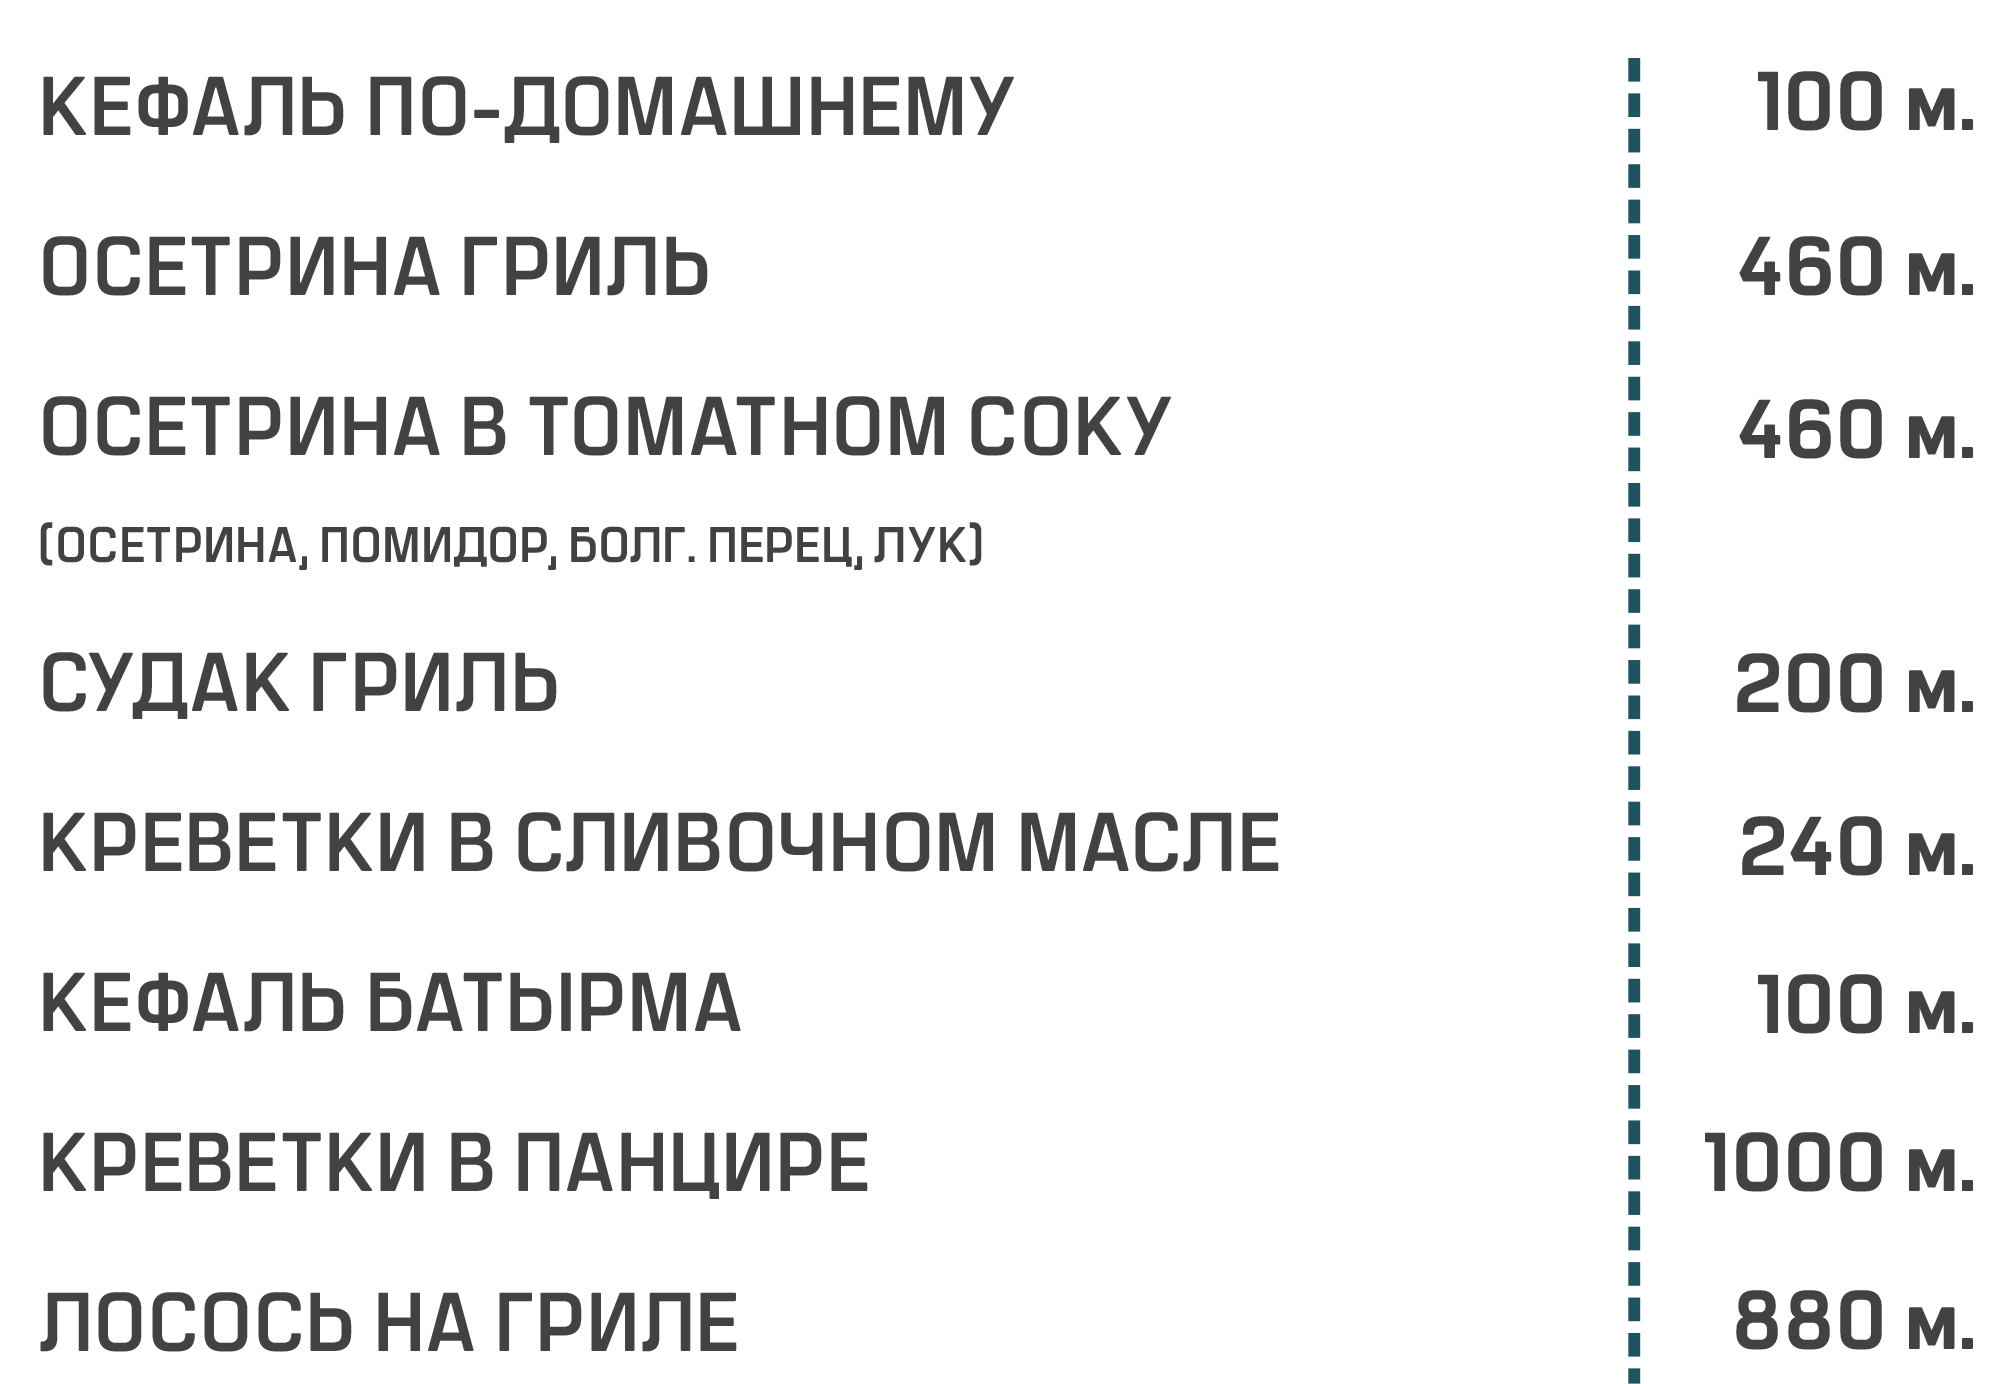 КЕФАЛЬ ПО-ДОМАШНЕМУ 100 м.
ОСЕТРИНА ГРИЛЬ 460 м.
ОСЕТРИНА В ТОМАТНОМ СОКУ 460 м.
(ОСЕТРИНА, ПОМИДОР, БОЛГ. ПЕРЕЦ, ЛУК)
СУДАК ГРИЛЬ 200 м.
КРЕВЕТКИ В СЛИВОЧНОМ МАСЛЕ 240 м.
КЕФАЛЬ БАТЫРМА 100 м.
КРЕВЕТКИ В ПАНЦИРЕ 1000 м.
ЛОСОСЬ НА ГРИЛЕ 880 м.